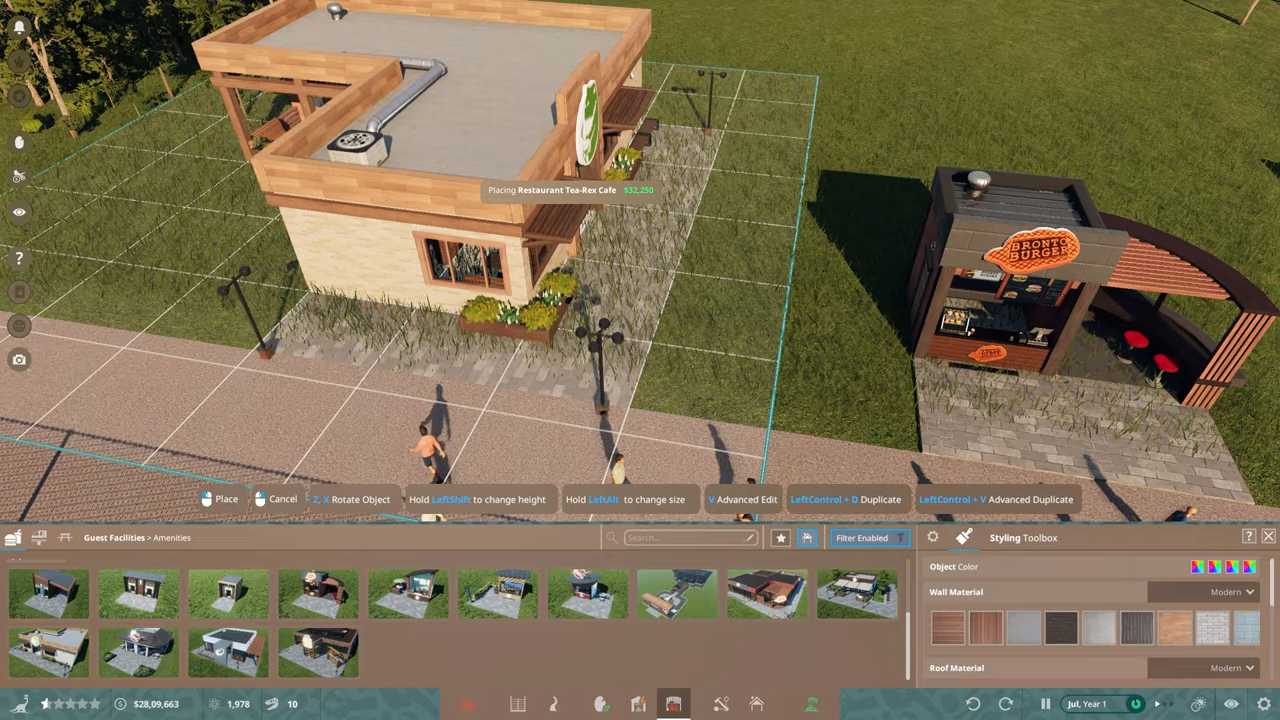 Placing Restaurant Tea-Rex Cafe $32,250
BRONTO
BURGER
Place
Cancel
Z, X Rotate Object
Hold LeftShift to change height
Hold LeftAlt to change size
V Advanced Edit
LeftControl + D Duplicate
LeftControl + V Advanced Duplicate
Guest Facilities > Amenities
Search...
Filter Enabled
Styling Toolbox
?
Object Color
Wall Material
Modern
Roof Material
Modern
$28,09,663
1,978
10
Jul, Year 1